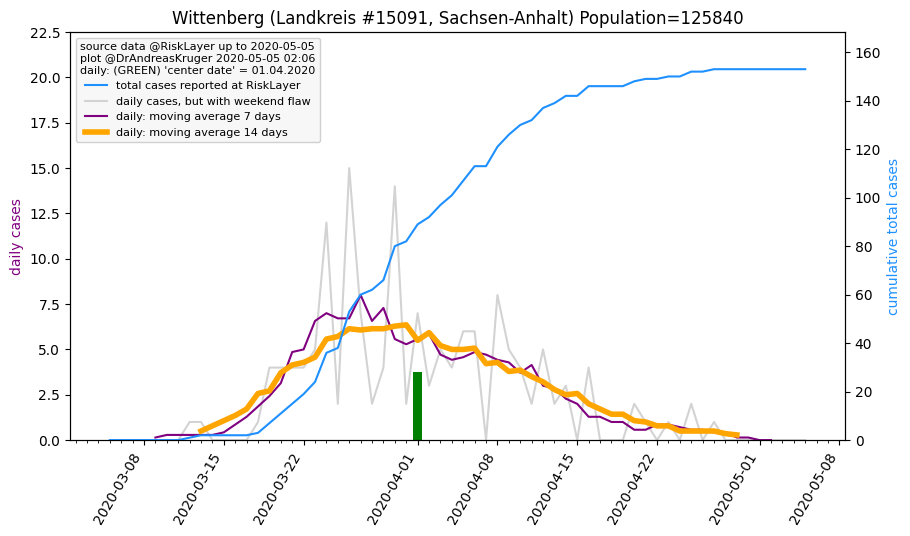 Wittenberg (Landkreis #15091, Sachsen-Anhalt) Population=125840
source data @RiskLayer up to 2020-05-05
plot @DrAndreasKruger 2020-05-05 02:06
daily: (GREEN) 'center date' = 01.04.2020
total cases reported at RiskLayer
daily cases, but with weekend flaw
daily: moving average 7 days
daily: moving average 14 days
daily cases
22.5
20.0
17.5
15.0
12.5
10.0
7.5
5.0
2.5
0.0
160
140
120
100
80
60
40
20
0
cumulative total cases
2020-03-08
2020-03-15
2020-03-22
2020-04-01
2020-04-08
2020-04-15
2020-04-22
2020-05-01
2020-05-08